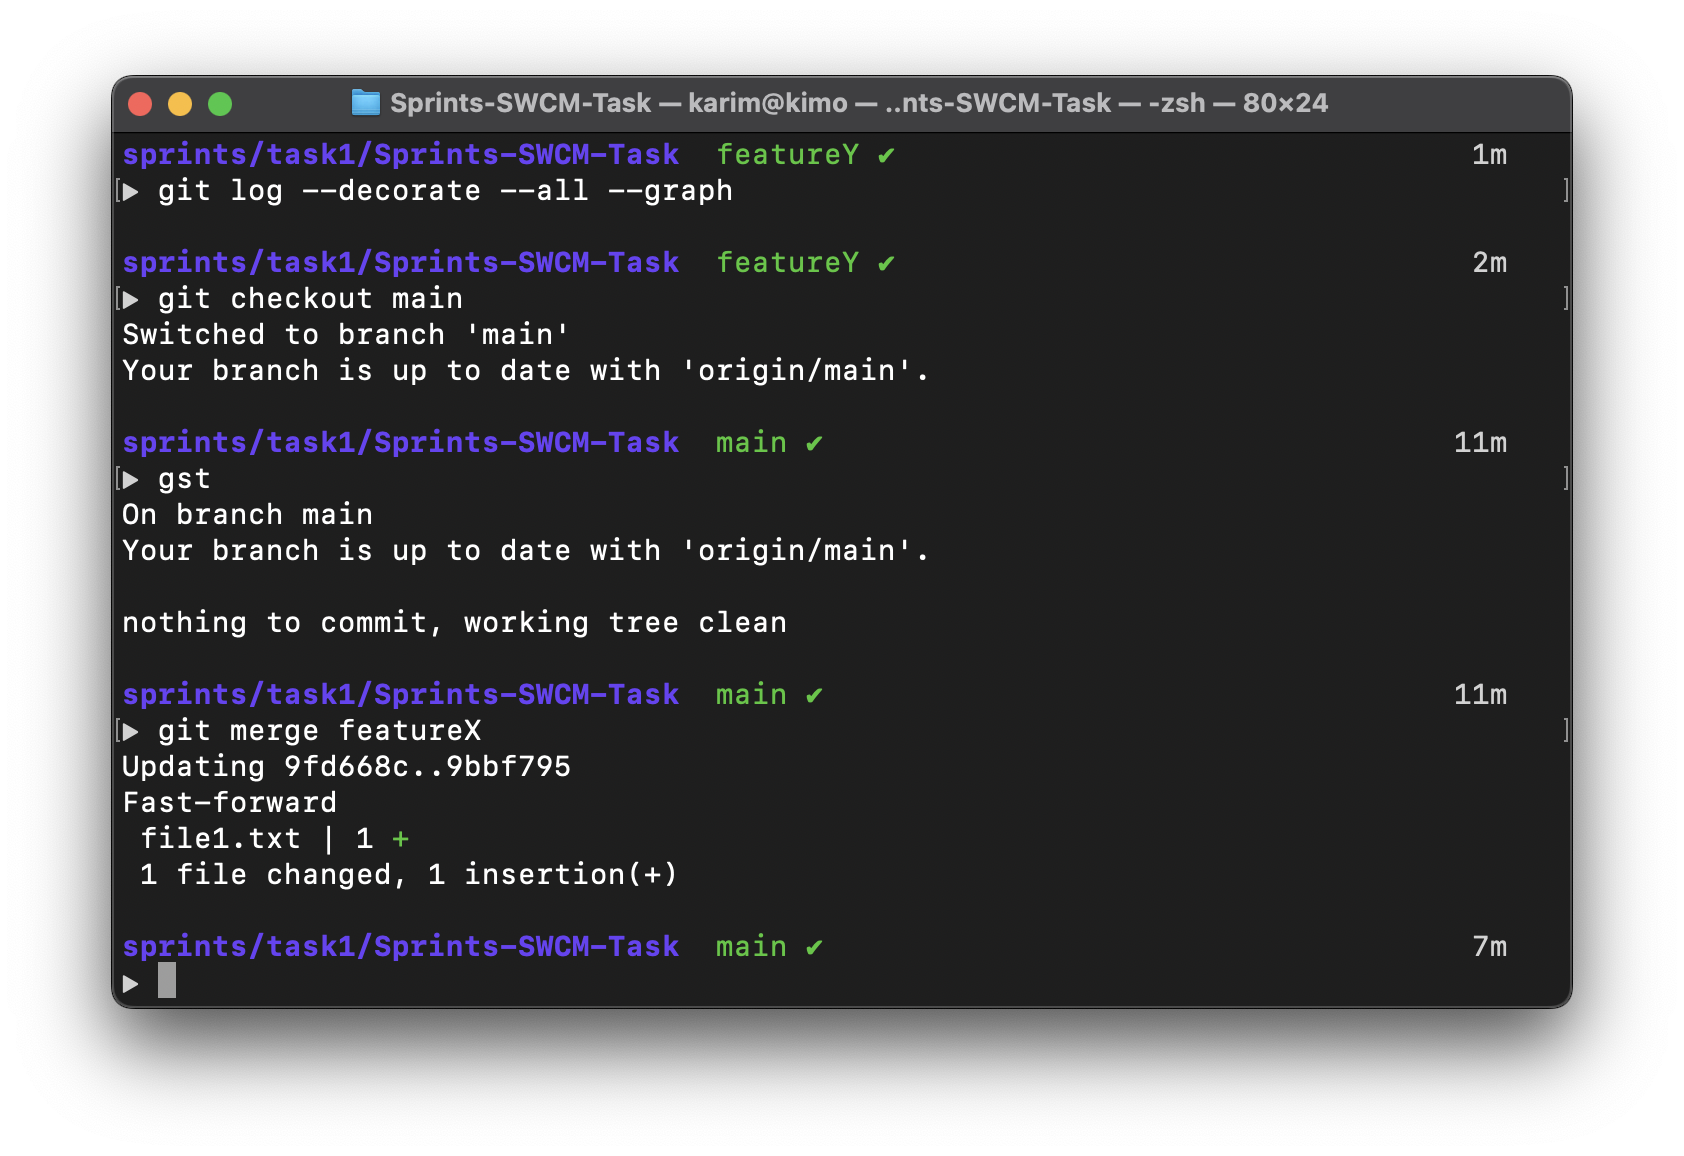 Sprints-SWCM-Task — karim@kimo — ..nts-SWCM-Task — -zsh — 80×24
sprints/task1/Sprints-SWCM-Task  featureY ✔ 1m
[▶ git log --decorate --all --graph ]
sprints/task1/Sprints-SWCM-Task  featureY ✔ 2m
[▶ git checkout main ]
Switched to branch 'main'
Your branch is up to date with 'origin/main'.
sprints/task1/Sprints-SWCM-Task  main ✔ 11m
[▶ gst ]
On branch main
Your branch is up to date with 'origin/main'.
nothing to commit, working tree clean
sprints/task1/Sprints-SWCM-Task  main ✔ 11m
[▶ git merge featureX ]
Updating 9fd668c..9bbf795
Fast-forward
 file1.txt | 1 +
 1 file changed, 1 insertion(+)
sprints/task1/Sprints-SWCM-Task  main ✔ 7m
▶